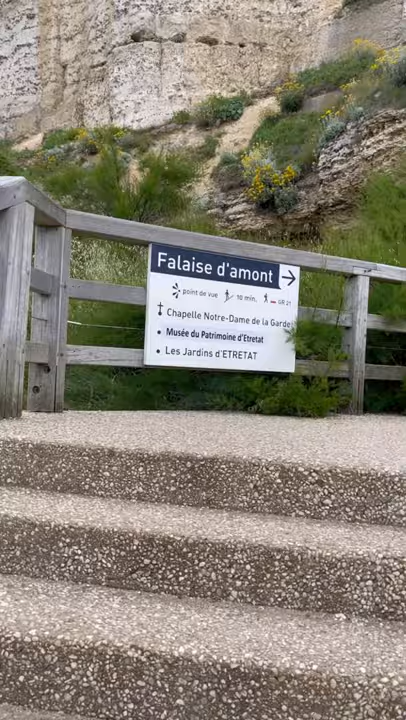 Falaise d'amont →
point de vue 10 min. GR 21
Chapelle Notre-Dame de la Garde
• Musée du Patrimoine d'Etretat
• Les Jardins d'ETRETAT